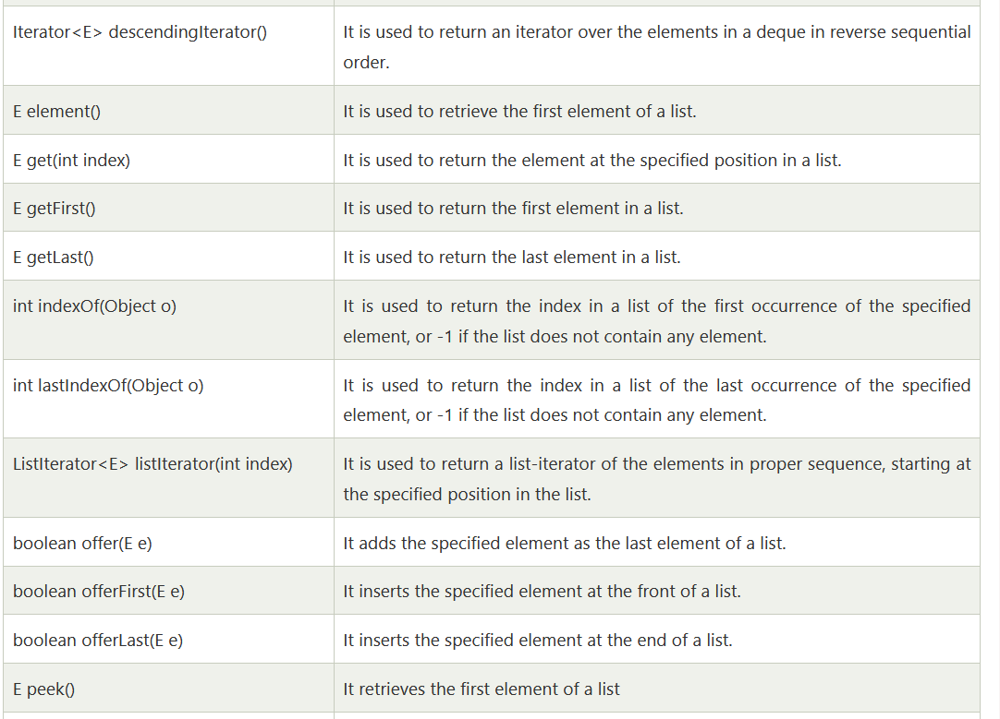 Iterator<E> descendingIterator()
It is used to return an iterator over the elements in a deque in reverse sequential
order.
E element()
It is used to retrieve the first element of a list.
E get(int index)
It is used to return the element at the specified position in a list.
E getFirst()
It is used to return the first element in a list.
E getLast()
It is used to return the last element in a list.
int indexOf(Object o)
It is used to return the index in a list of the first occurrence of the specified
element, or -1 if the list does not contain any element.
int lastIndexOf(Object o)
It is used to return the index in a list of the last occurrence of the specified
element, or -1 if the list does not contain any element.
ListIterator<E> listIterator(int index)
It is used to return a list-iterator of the elements in proper sequence, starting at
the specified position in the list.
boolean offer(E e)
It adds the specified element as the last element of a list.
boolean offerFirst(E e)
It inserts the specified element at the front of a list.
boolean offerLast(E e)
It inserts the specified element at the end of a list.
E peek()
It retrieves the first element of a list